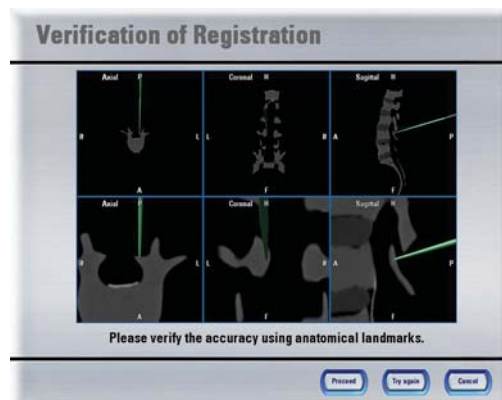 Verification of Registration
Axial P Coronal H Sagittal H
R L L R A P
A F F
Axial P Coronal H Sagittal H
R L L R A P
A F F
Please verify the accuracy using anatomical landmarks.
Proceed Try again Cancel